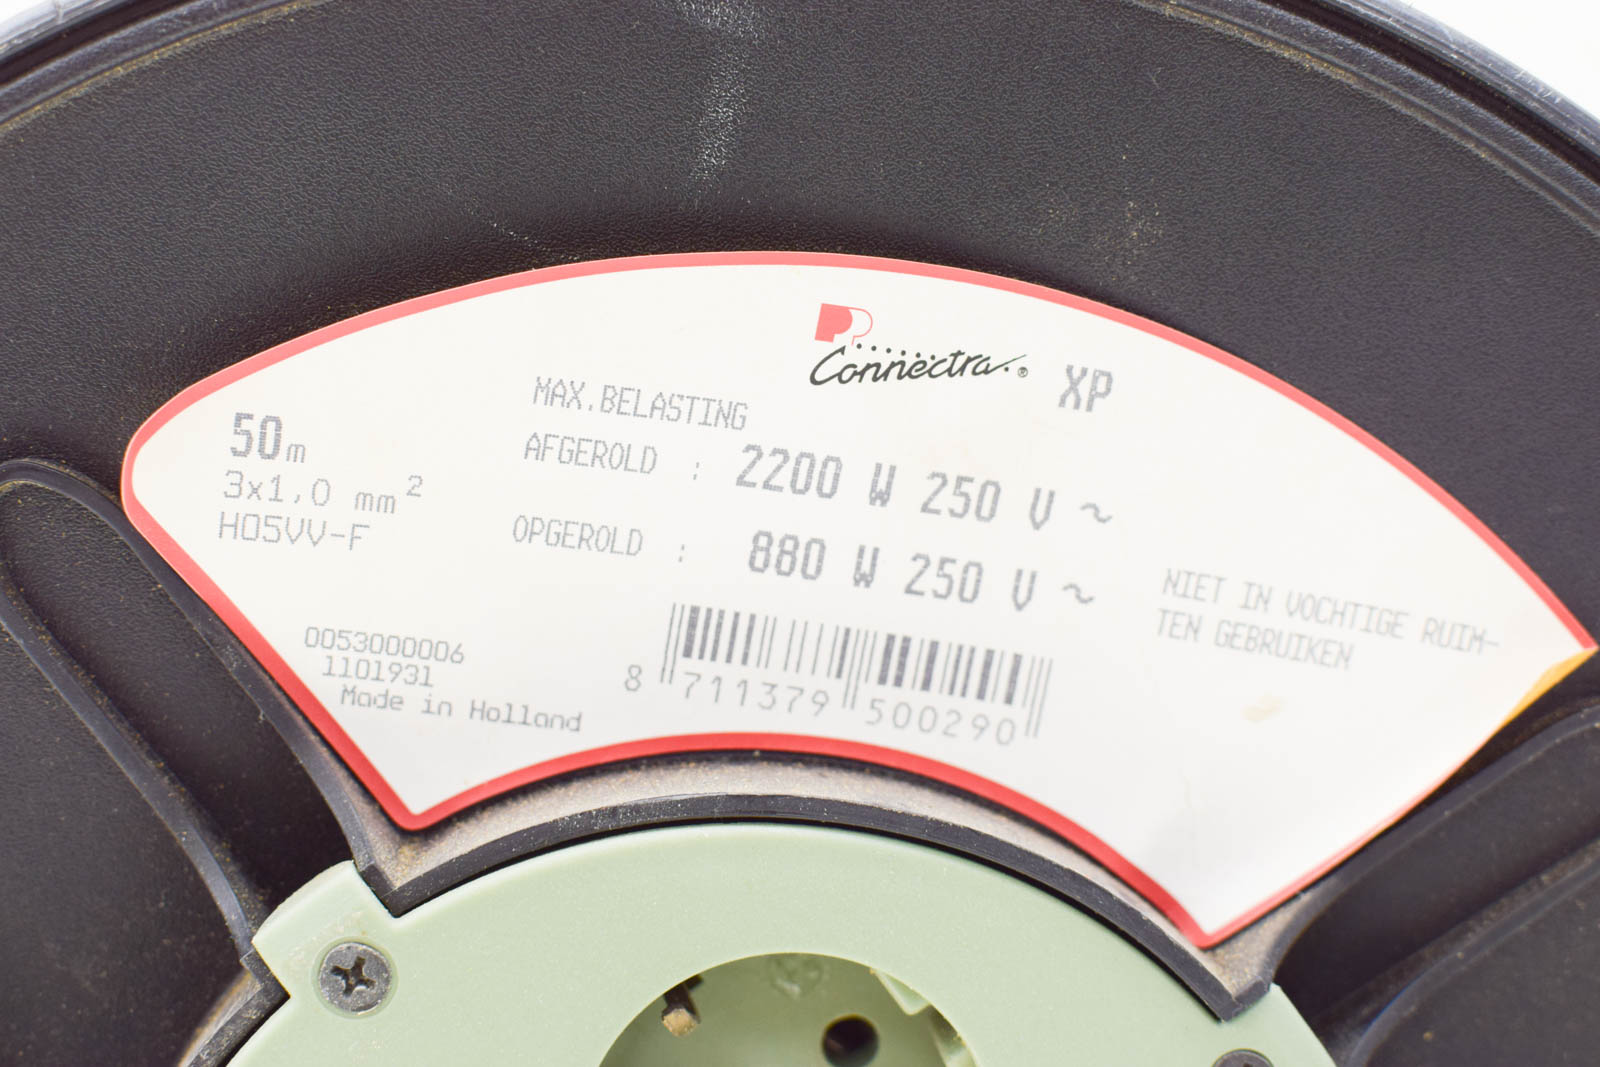 PP
Connectra.® XP
50m
3x1,0 mm²
H05VV-F
MAX.BELASTING
AFGEROLD : 2200 W 250 V ~
OPGEROLD : 880 W 250 V ~
NIET IN VOCHTIGE RUIM-
TEN GEBRUIKEN
0053000006
1101931
Made in Holland
8 711379 500290